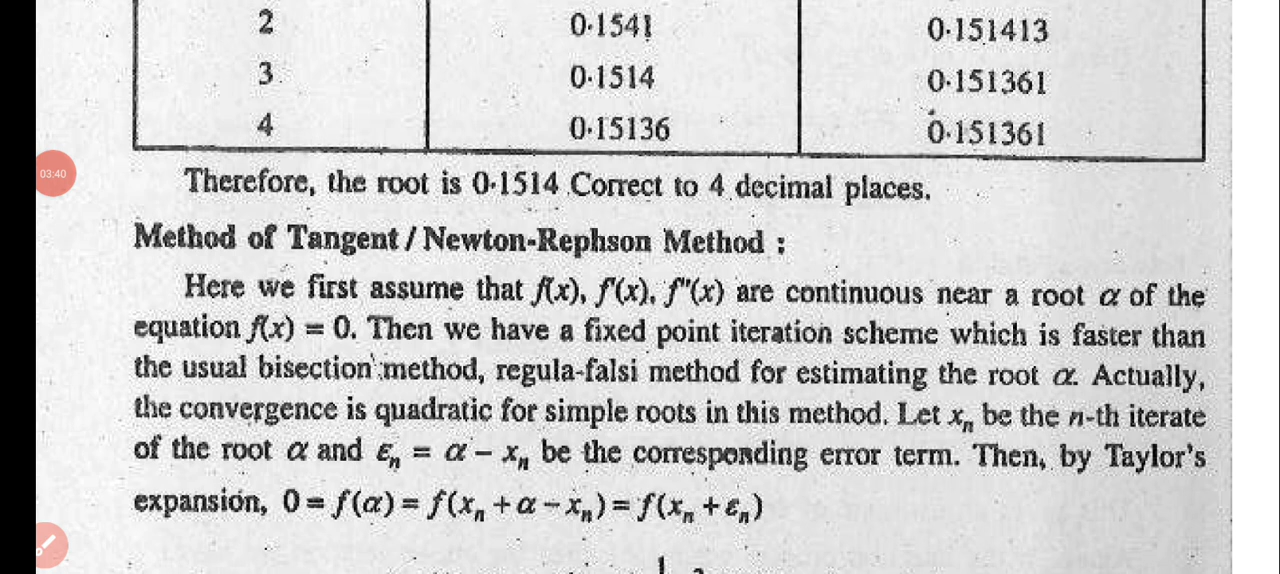 2 0·1541 0·151413
3 0·1514 0·151361
4 0·15136 0·151361
03:40
Therefore, the root is 0·1514 Correct to 4 decimal places.
Method of Tangent / Newton-Rephson Method :
Here we first assume that f(x), f'(x), f"(x) are continuous near a root α of the
equation f(x) = 0. Then we have a fixed point iteration scheme which is faster than
the usual bisection method, regula-falsi method for estimating the root α. Actually,
the convergence is quadratic for simple roots in this method. Let xₙ be the n-th iterate
of the root α and εₙ = α – xₙ be the corresponding error term. Then, by Taylor's
expansion, 0 = f(α) = f(xₙ + α – xₙ) = f(xₙ + εₙ)